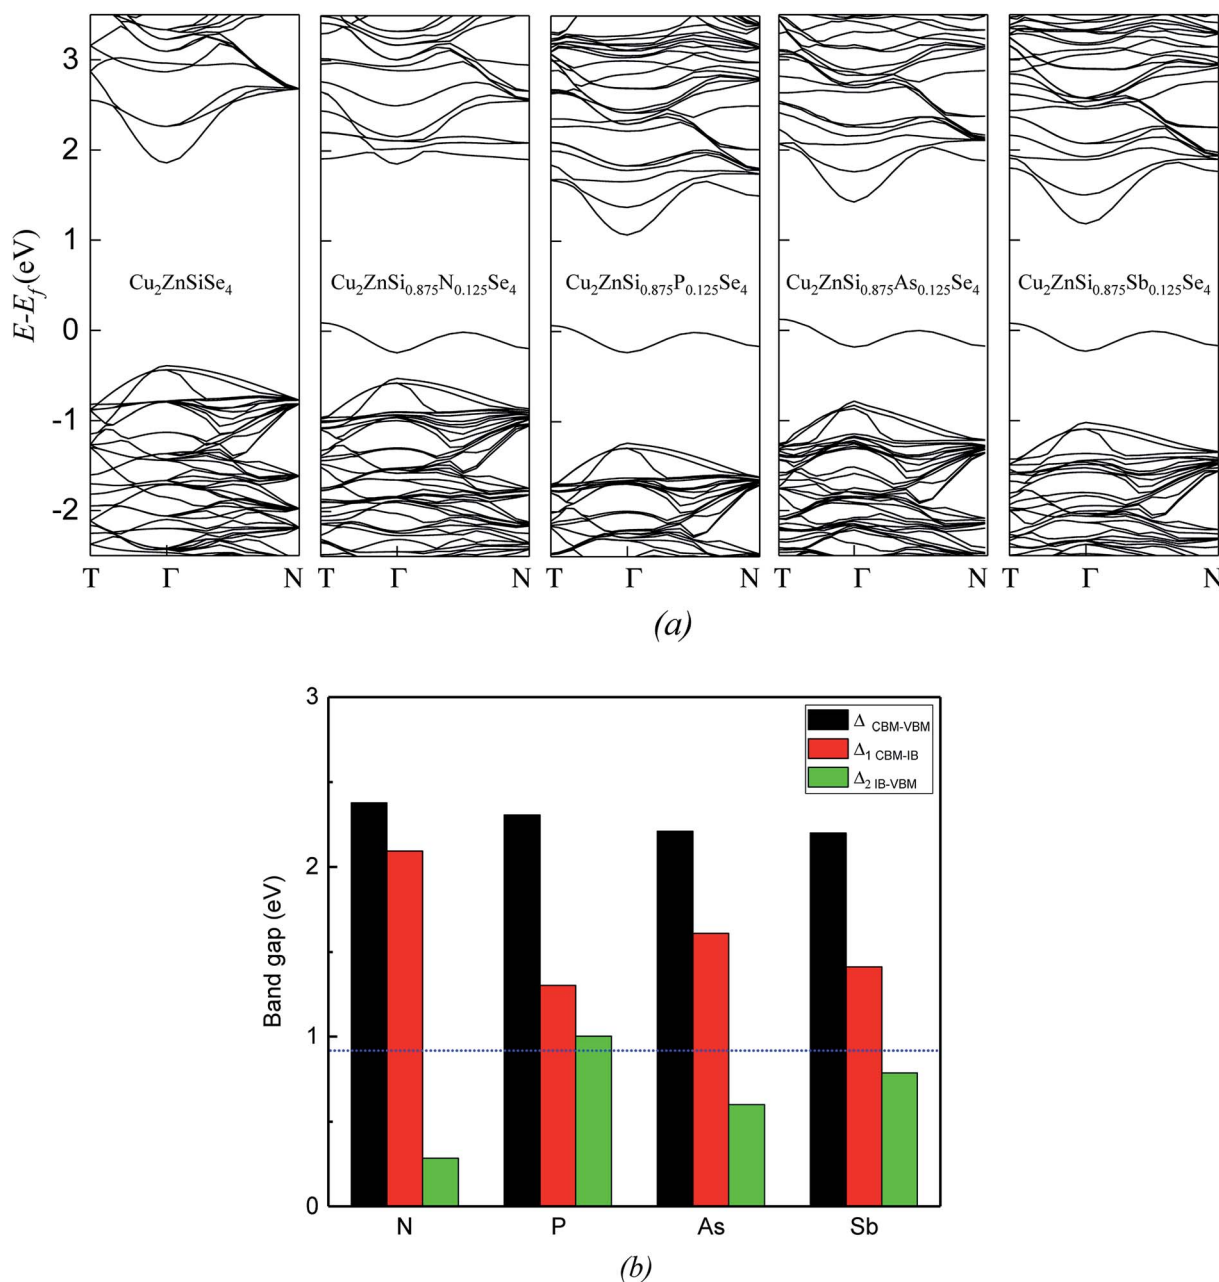 (a)
E-E_f(eV)
3
2
1
0
-1
-2
Cu₂ZnSiSe₄
Cu₂ZnSi₀.₈₇₅N₀.₁₂₅Se₄
Cu₂ZnSi₀.₈₇₅P₀.₁₂₅Se₄
Cu₂ZnSi₀.₈₇₅As₀.₁₂₅Se₄
Cu₂ZnSi₀.₈₇₅Sb₀.₁₂₅Se₄
T Γ N T Γ N T Γ N T Γ N T Γ N
(a)
Band gap (eV)
3
2
1
0
Δ CBM-VBM
Δ₁ CBM-IB
Δ₂ IB-VBM
N P As Sb
(b)